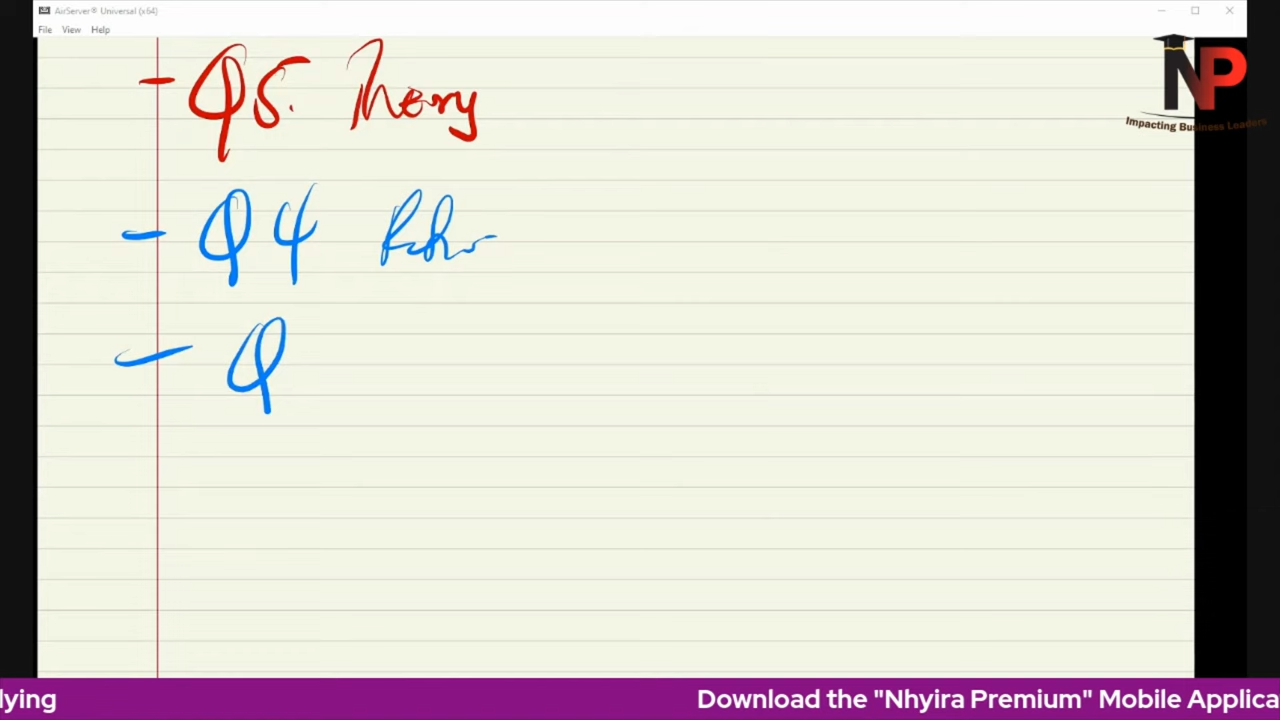 AirServer® Universal (x64)
File View Help
NP
Impacting Business Leaders
- Q5. Theory
- Q4
- Q
lying
Download the "Nhyira Premium" Mobile Applica